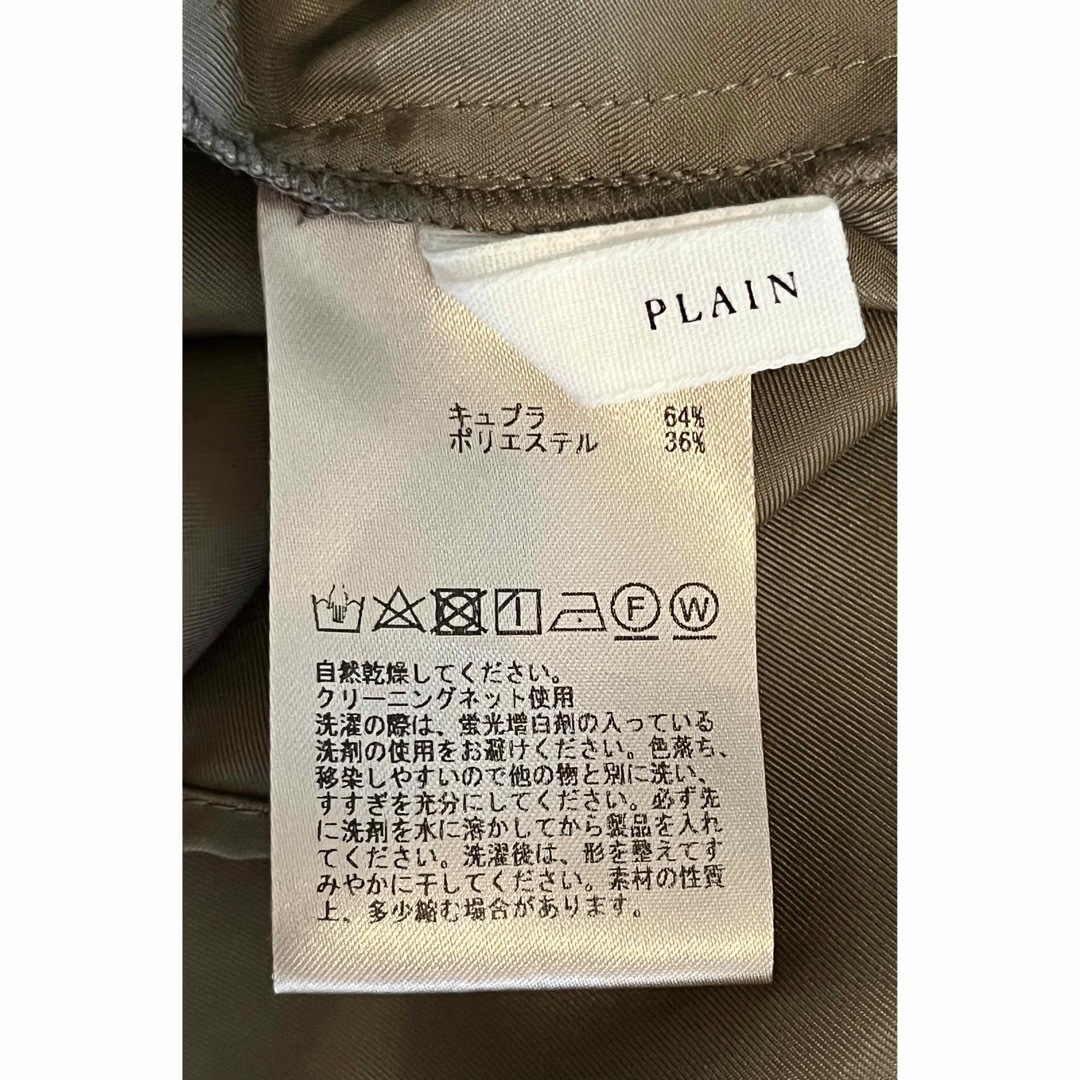 PLAIN
キュプラ 64%
ポリエステル 36%
1 F W
自然乾燥してください。
クリーニングネット使用
洗濯の際は、蛍光増白剤の入っている
洗剤の使用をお避けください。色落ち、
移染しやすいので他の物と別に洗い、
すすぎを充分にしてください。必ず先
に洗剤を水に溶かしてから製品を入れ
てください。洗濯後は、形を整えてす
みやかに干してください。素材の性質
上、多少縮む場合があります。